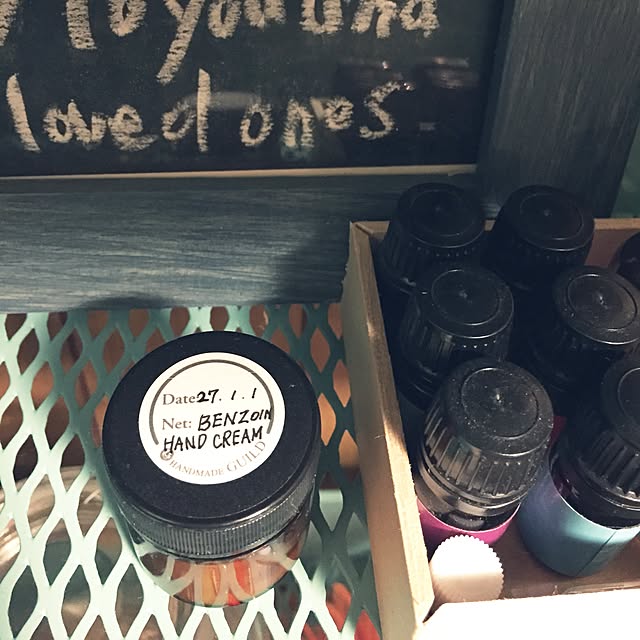 to you and
loved ones
Date: 27. 1. 1
Net: BENZOIN
HAND CREAM
HANDMADE GUILD